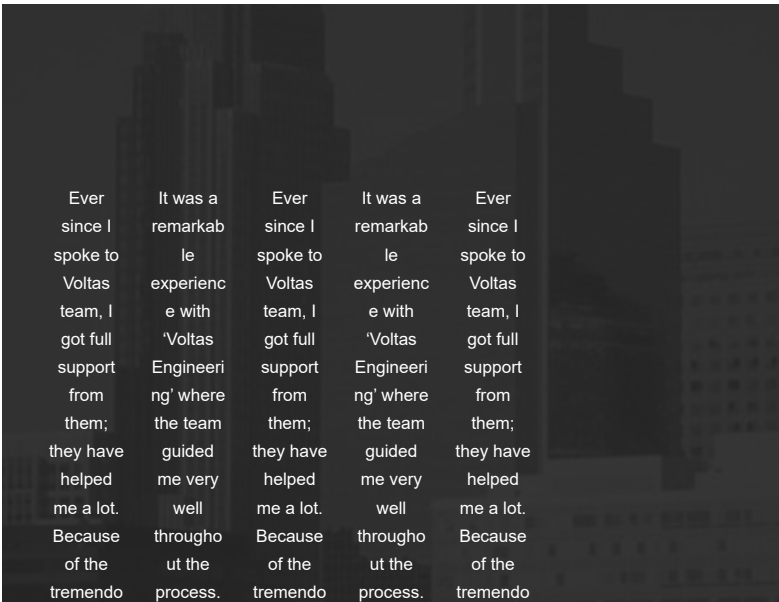 Ever
since I
spoke to
Voltas
team, I
got full
support
from
them;
they have
helped
me a lot.
Because
of the
tremendo
It was a
remarkab
le
experienc
e with
‘Voltas
Engineeri
ng’ where
the team
guided
me very
well
througho
ut the
process.
Ever
since I
spoke to
Voltas
team, I
got full
support
from
them;
they have
helped
me a lot.
Because
of the
tremendo
It was a
remarkab
le
experienc
e with
‘Voltas
Engineeri
ng’ where
the team
guided
me very
well
througho
ut the
process.
Ever
since I
spoke to
Voltas
team, I
got full
support
from
them;
they have
helped
me a lot.
Because
of the
tremendo